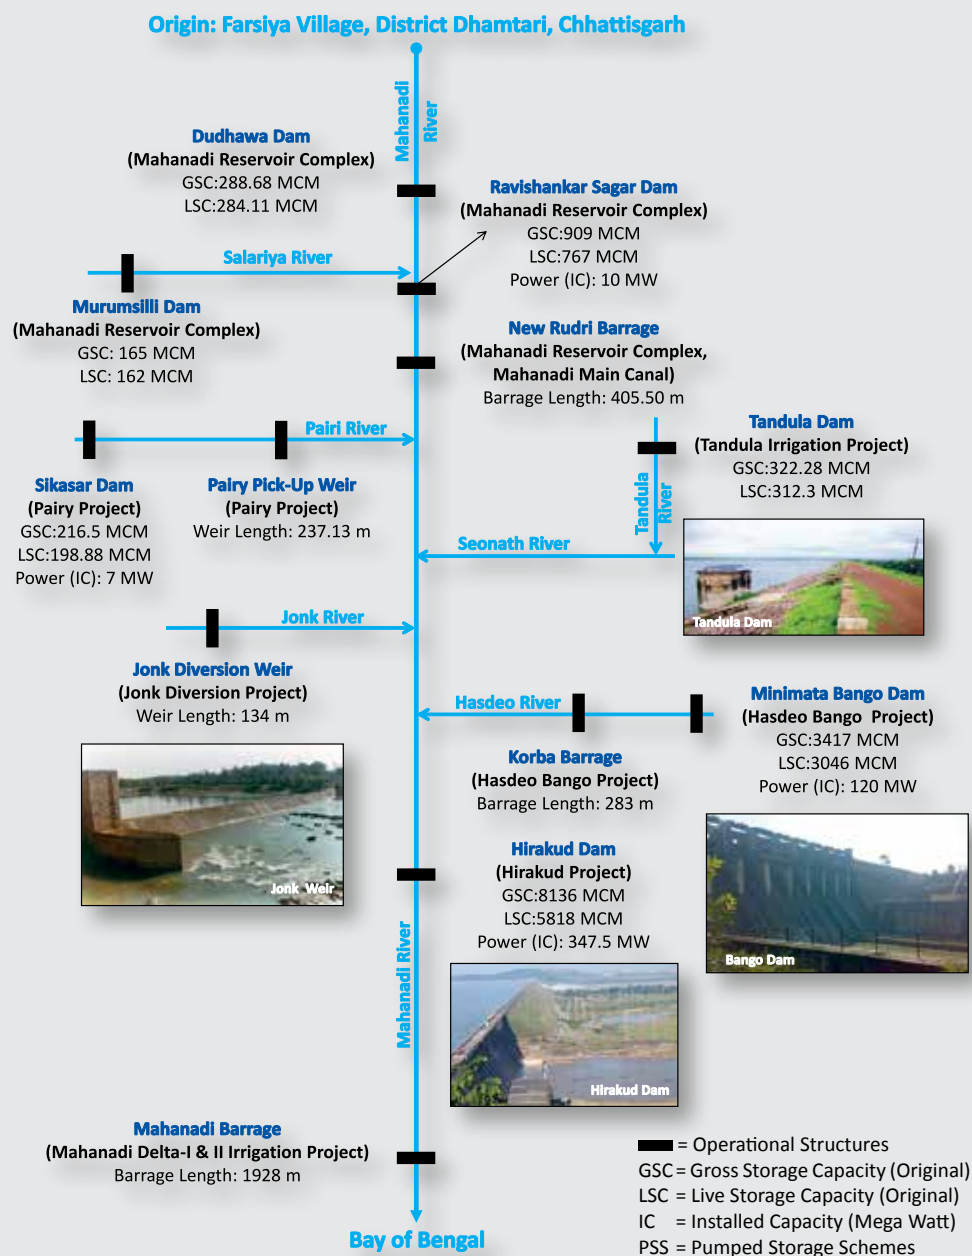 Origin: Farsiya Village, District Dhamtari, Chhattisgarh
Mahanadi
River
Dudhawa Dam
(Mahanadi Reservoir Complex)
GSC:288.68 MCM
LSC:284.11 MCM
Ravishankar Sagar Dam
(Mahanadi Reservoir Complex)
GSC:909 MCM
LSC:767 MCM
Power (IC): 10 MW
Salariya River
Murumsilli Dam
(Mahanadi Reservoir Complex)
GSC: 165 MCM
LSC: 162 MCM
New Rudri Barrage
(Mahanadi Reservoir Complex,
Mahanadi Main Canal)
Barrage Length: 405.50 m
Pairi River
Sikasar Dam
(Pairy Project)
GSC:216.5 MCM
LSC:198.88 MCM
Power (IC): 7 MW
Pairy Pick-Up Weir
(Pairy Project)
Weir Length: 237.13 m
Tandula Dam
(Tandula Irrigation Project)
GSC:322.28 MCM
LSC:312.3 MCM
Tandula
River
Seonath River
Tandula Dam
Jonk River
Jonk Diversion Weir
(Jonk Diversion Project)
Weir Length: 134 m
Jonk Weir
Hasdeo River
Minimata Bango Dam
(Hasdeo Bango Project)
GSC:3417 MCM
LSC:3046 MCM
Power (IC): 120 MW
Korba Barrage
(Hasdeo Bango Project)
Barrage Length: 283 m
Bango Dam
Hirakud Dam
(Hirakud Project)
GSC:8136 MCM
LSC:5818 MCM
Power (IC): 347.5 MW
Mahanadi River
Hirakud Dam
Mahanadi Barrage
(Mahanadi Delta-I & II Irrigation Project)
Barrage Length: 1928 m
Bay of Bengal
= Operational Structures
GSC = Gross Storage Capacity (Original)
LSC = Live Storage Capacity (Original)
IC = Installed Capacity (Mega Watt)
PSS = Pumped Storage Schemes